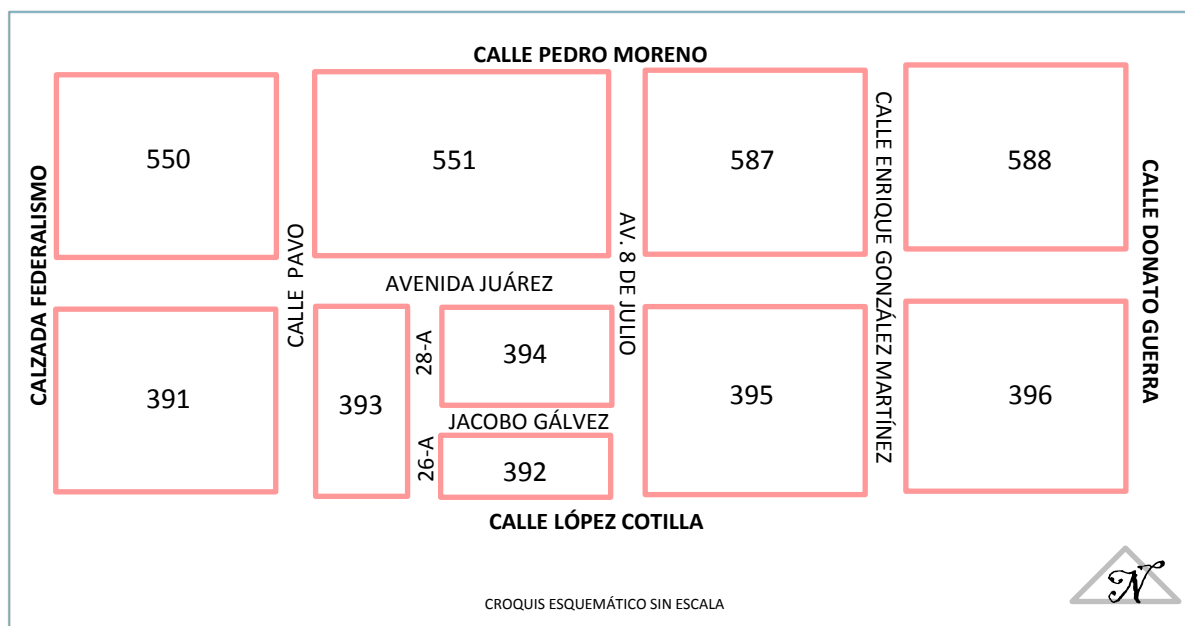 CALLE PEDRO MORENO
550
551
587
588
CALZADA FEDERALISMO
CALLE PAVO
AV. 8 DE JULIO
CALLE ENRIQUE GONZÁLEZ MARTÍNEZ
CALLE DONATO GUERRA
AVENIDA JUÁREZ
391
393
28-A
394
395
396
JACOBO GÁLVEZ
26-A
392
CALLE LÓPEZ COTILLA
CROQUIS ESQUEMÁTICO SIN ESCALA
N